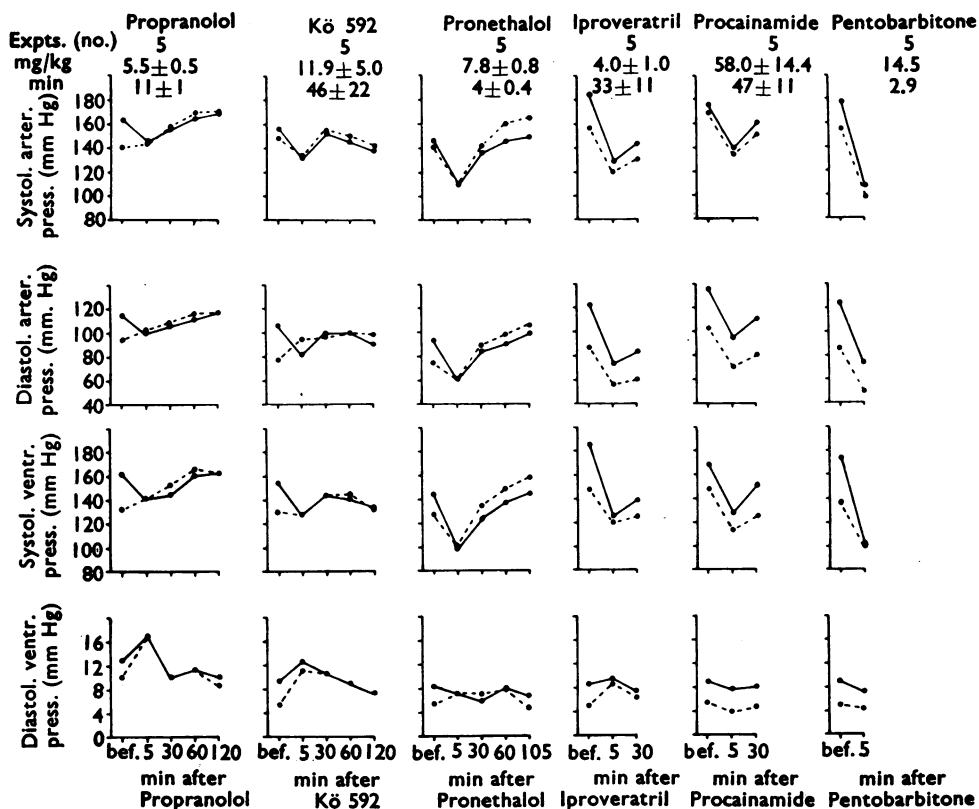 Propranolol Kö 592 Pronethalol Iproveratril Procainamide Pentobarbitone
Expts. (no.) 5 5 5 5 5 5
mg/kg 5.5±0.5 11.9±5.0 7.8±0.8 4.0±1.0 58.0±14.4 14.5
min 11±1 46±22 4±0.4 33±11 47±11 2.9
Systol. arter.
press. (mm Hg)
180
160
140
120
100
80
Diastol. arter.
press. (mm. Hg)
120
100
80
60
40
Systol. ventr.
press. (mm Hg)
180
160
140
120
100
80
Diastol. ventr.
press. (mm Hg)
16
12
8
4
0
bef. 5 30 60 120 bef. 5 30 60 120 bef. 5 30 60 105 bef. 5 30 bef. 5 30 bef. 5
min after min after min after min after min after min after
Propranolol Kö 592 Pronethalol Iproveratril Procainamide Pentobarbitone